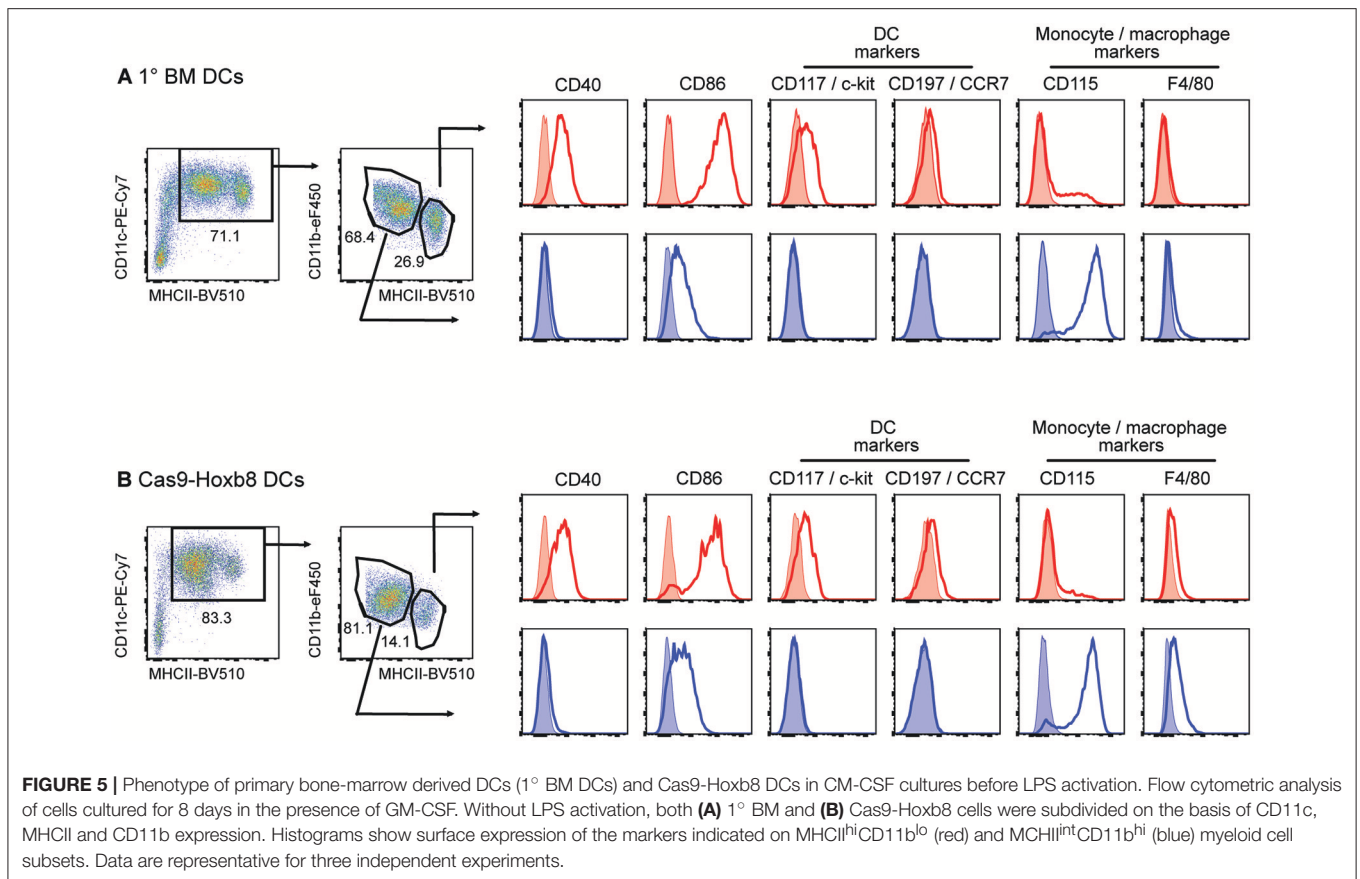 DC
markers
Monocyte / macrophage
markers
A 1° BM DCs
CD40
CD86
CD117 / c-kit
CD197 / CCR7
CD115
F4/80
CD11c-PE-Cy7
71.1
MHCII-BV510
CD11b-eF450
68.4
26.9
MHCII-BV510
DC
markers
Monocyte / macrophage
markers
B Cas9-Hoxb8 DCs
CD40
CD86
CD117 / c-kit
CD197 / CCR7
CD115
F4/80
CD11c-PE-Cy7
83.3
MHCII-BV510
CD11b-eF450
81.1
14.1
MHCII-BV510
FIGURE 5 | Phenotype of primary bone-marrow derived DCs (1° BM DCs) and Cas9-Hoxb8 DCs in CM-CSF cultures before LPS activation. Flow cytometric analysis
of cells cultured for 8 days in the presence of GM-CSF. Without LPS activation, both (A) 1° BM and (B) Cas9-Hoxb8 cells were subdivided on the basis of CD11c,
MHCII and CD11b expression. Histograms show surface expression of the markers indicated on MHCIIhiCD11blo (red) and MCHIIintCD11bhi (blue) myeloid cell
subsets. Data are representative for three independent experiments.